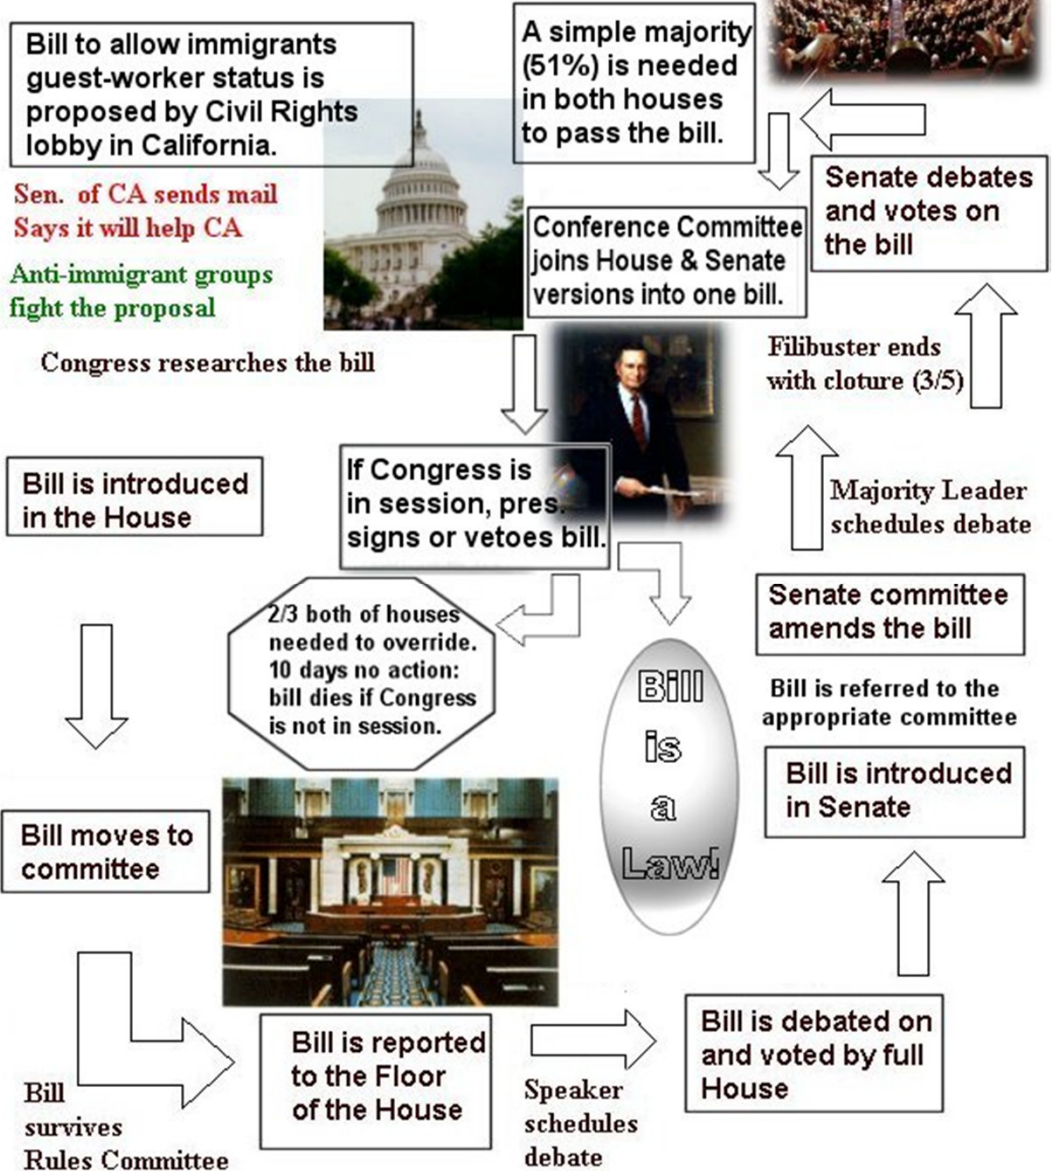 Bill to allow immigrants
guest-worker status is
proposed by Civil Rights
lobby in California.
Sen. of CA sends mail
Says it will help CA
Anti-immigrant groups
fight the proposal
Congress researches the bill
Bill is introduced
in the House
Bill moves to
committee
Bill
survives
Rules Committee
Bill is reported
to the Floor
of the House
Speaker
schedules
debate
Bill is debated on
and voted by full
House
Bill is introduced
in Senate
Bill is referred to the
appropriate committee
Senate committee
amends the bill
Majority Leader
schedules debate
Filibuster ends
with cloture (3/5)
Senate debates
and votes on
the bill
A simple majority
(51%) is needed
in both houses
to pass the bill.
Conference Committee
joins House & Senate
versions into one bill.
If Congress is
in session, pres.
signs or vetoes bill.
2/3 both of houses
needed to override.
10 days no action:
bill dies if Congress
is not in session.
Bill
is
a
Law!